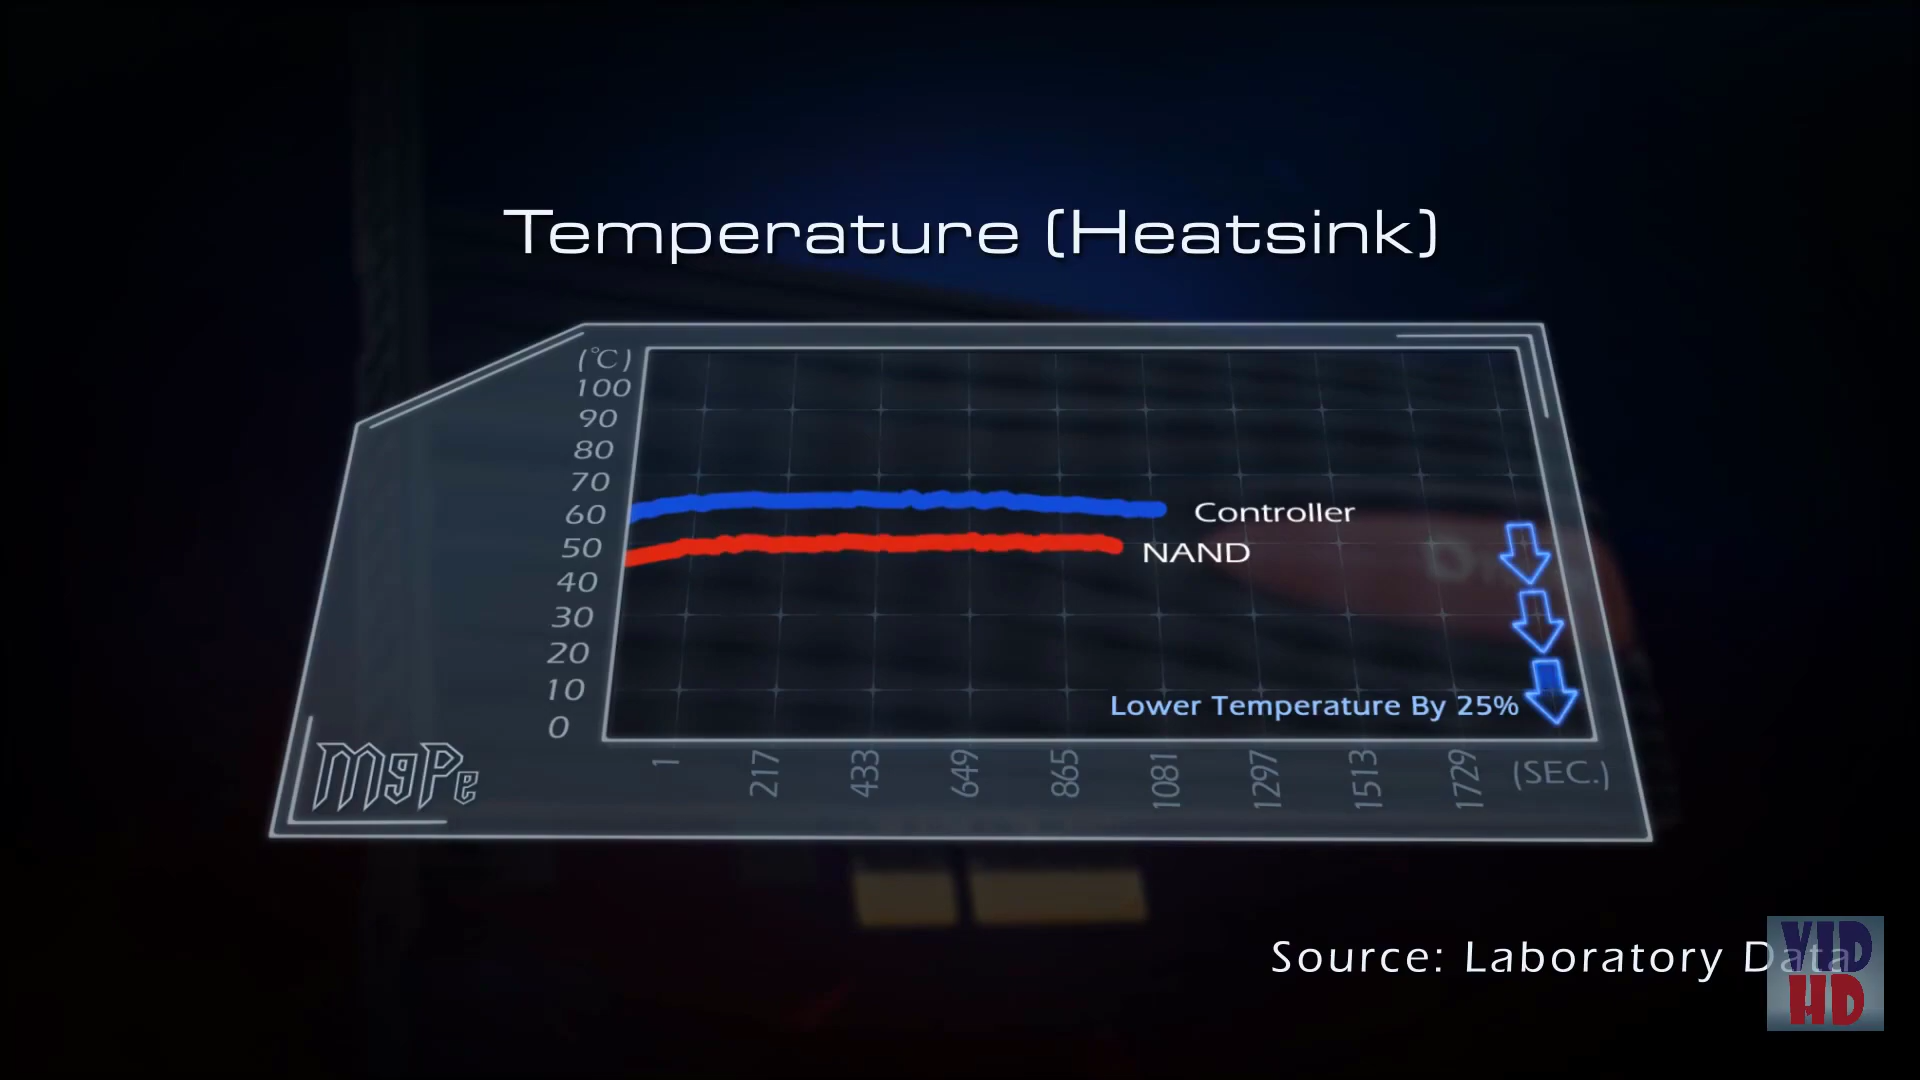 Temperature (Heatsink)
(°C)
100
90
80
70
60
50
40
30
20
10
0
Controller
NAND
Lower Temperature By 25%
1 217 433 649 865 1081 1297 1513 1729 (SEC.)
M9Pe
Source: Laboratory Data
VID
HD